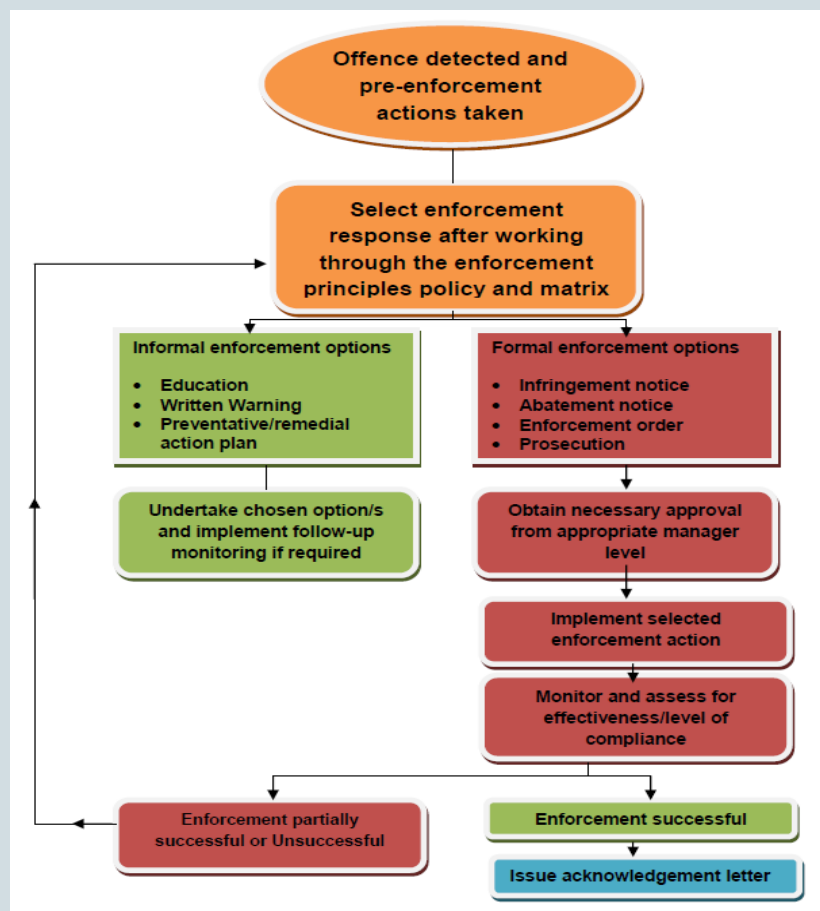 Offence detected and
pre-enforcement
actions taken
Select enforcement
response after working
through the enforcement
principles policy and matrix
Informal enforcement options
• Education
• Written Warning
• Preventative/remedial
action plan
Formal enforcement options
• Infringement notice
• Abatement notice
• Enforcement order
• Prosecution
Undertake chosen option/s
and implement follow-up
monitoring if required
Obtain necessary approval
from appropriate manager
level
Implement selected
enforcement action
Monitor and assess for
effectiveness/level of
compliance
Enforcement partially
successful or Unsuccessful
Enforcement successful
Issue acknowledgement letter